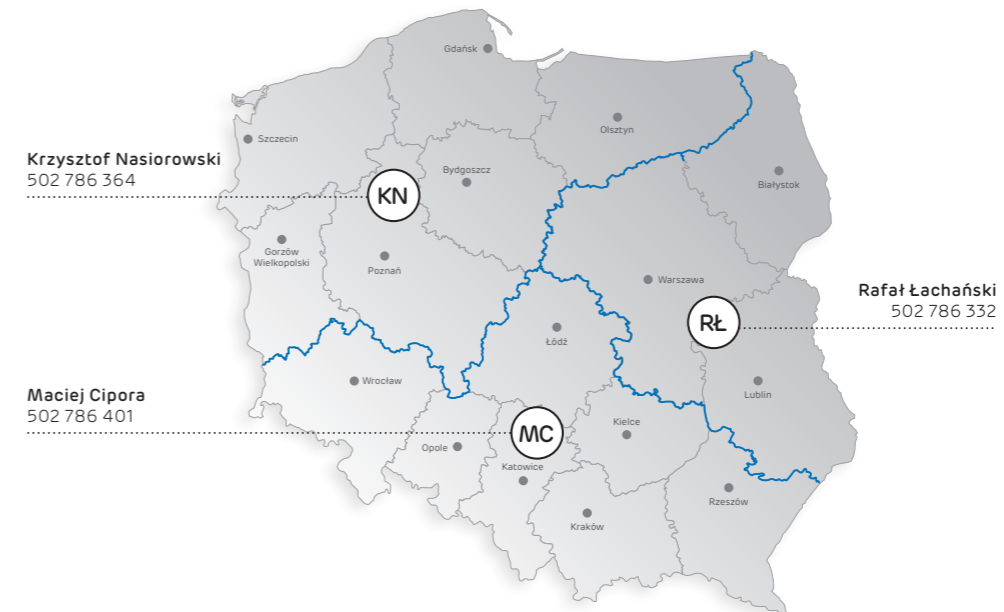 Gdańsk
Olsztyn
Szczecin
Krzysztof Nasiorowski
502 786 364
Bydgoszcz
Białystok
KN
Gorzów
Wielkopolski
Poznań
Warszawa
Rafał Łachański
502 786 332
RŁ
Łódź
Maciej Cipora
502 786 401
Wrocław
Lublin
Kielce
MC
Opole
Katowice
Rzeszów
Kraków